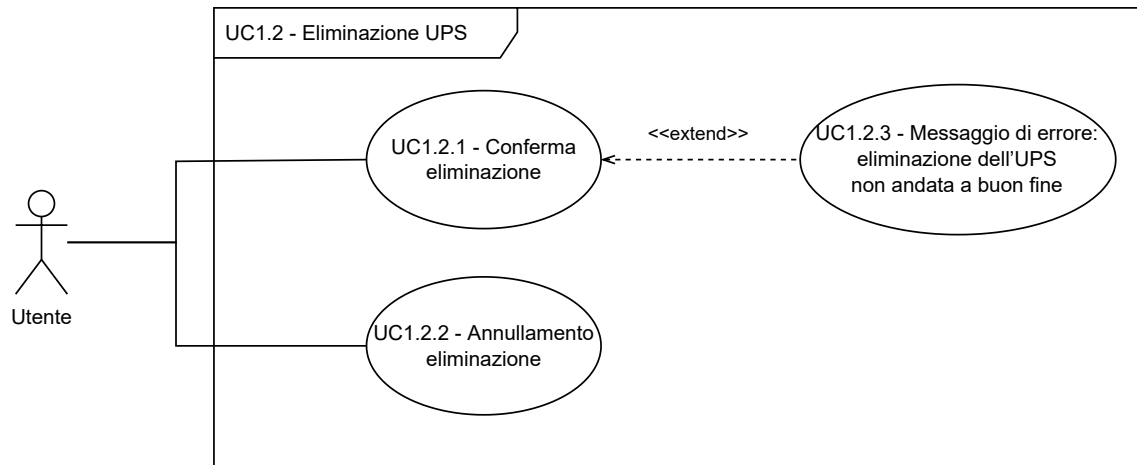 UC1.2 - Eliminazione UPS
UC1.2.1 - Conferma
eliminazione
<<extend>>
UC1.2.3 - Messaggio di errore:
eliminazione dell'UPS
non andata a buon fine
Utente
UC1.2.2 - Annullamento
eliminazione